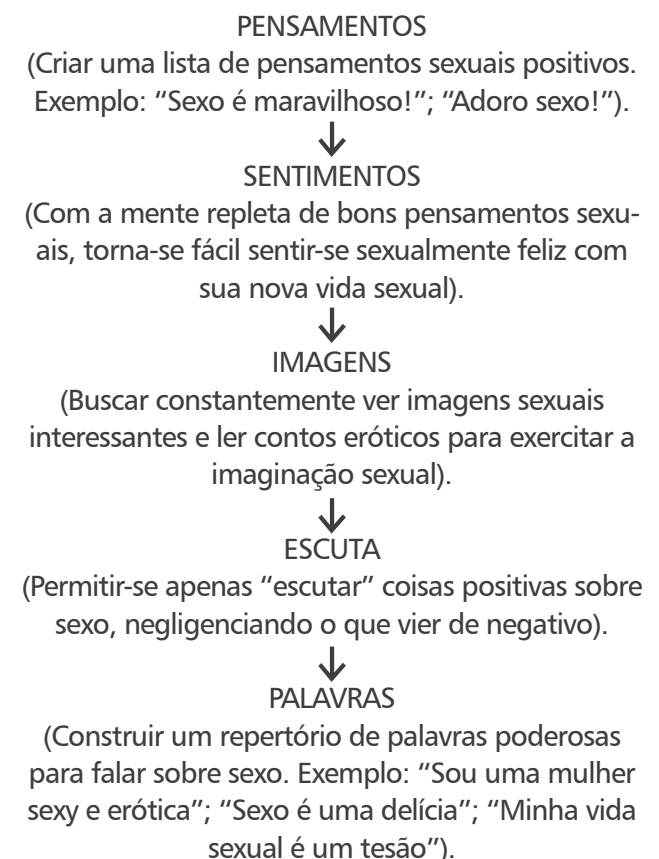 PENSAMENTOS
(Criar uma lista de pensamentos sexuais positivos.
Exemplo: “Sexo é maravilhoso!”; “Adoro sexo!”).
SENTIMENTOS
(Com a mente repleta de bons pensamentos sexu-
ais, torna-se fácil sentir-se sexualmente feliz com
sua nova vida sexual).
IMAGENS
(Buscar constantemente ver imagens sexuais
interessantes e ler contos eróticos para exercitar a
imaginação sexual).
ESCUTA
(Permitir-se apenas “escutar” coisas positivas sobre
sexo, negligenciando o que vier de negativo).
PALAVRAS
(Construir um repertório de palavras poderosas
para falar sobre sexo. Exemplo: “Sou uma mulher
sexy e erótica”; “Sexo é uma delícia”; “Minha vida
sexual é um tesão”).